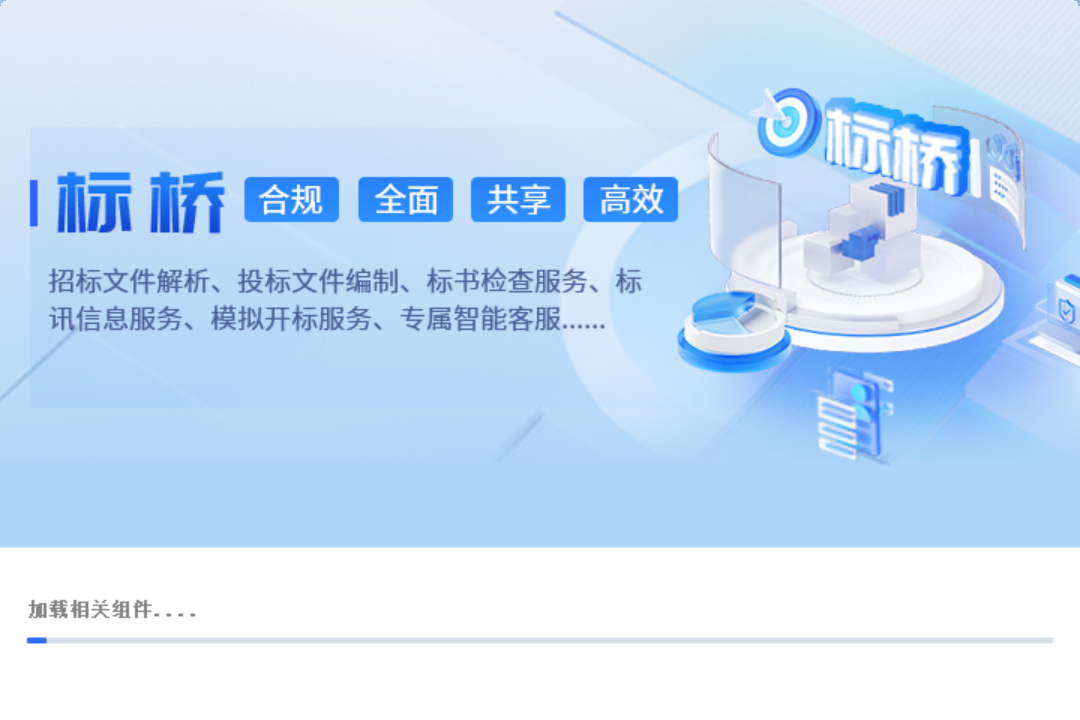 标桥 合规 全面 共享 高效
招标文件解析、投标文件编制、标书检查服务、标
讯信息服务、模拟开标服务、专属智能客服......
标桥
加载相关组件....